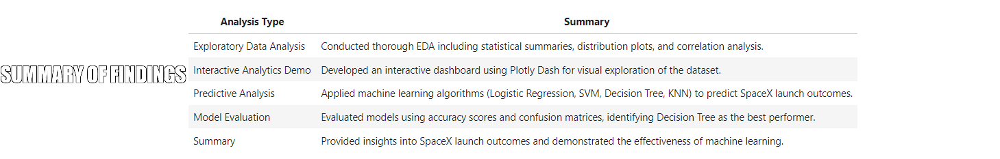 Analysis Type Summary
Exploratory Data Analysis Conducted thorough EDA including statistical summaries, distribution plots, and correlation analysis.
SUMMARY OF FINDINGS
Interactive Analytics Demo Developed an interactive dashboard using Plotly Dash for visual exploration of the dataset.
Predictive Analysis Applied machine learning algorithms (Logistic Regression, SVM, Decision Tree, KNN) to predict SpaceX launch outcomes.
Model Evaluation Evaluated models using accuracy scores and confusion matrices, identifying Decision Tree as the best performer.
Summary Provided insights into SpaceX launch outcomes and demonstrated the effectiveness of machine learning.